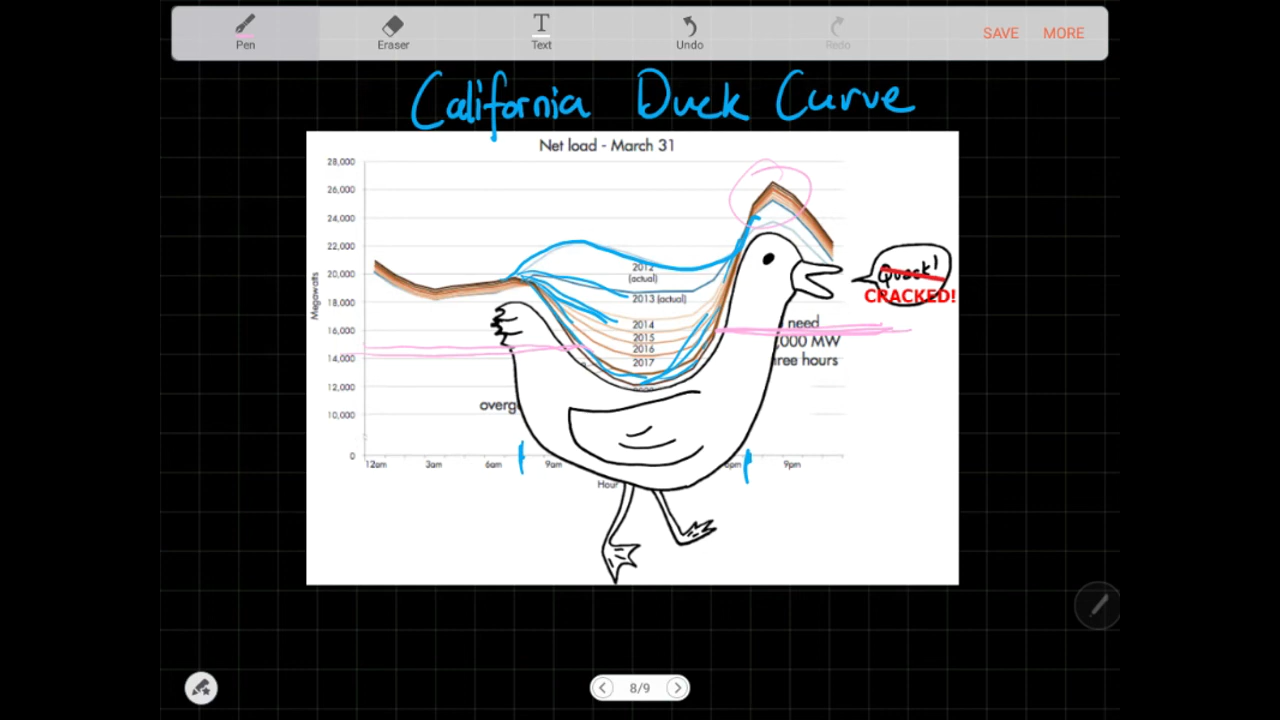 Pen
Eraser
Text
Undo
Redo
SAVE
MORE
California Duck Curve
Net load - March 31
28,000
26,000
24,000
22,000
20,000
18,000
16,000
14,000
12,000
10,000
0
Megawatts
2012
(actual)
2013 (actual)
2014
2015
2016
2017
Quack!
CRACKED!
need
,000 MW
hree hours
overg
12am
3am
6am
9am
6pm
9pm
Hour
8/9